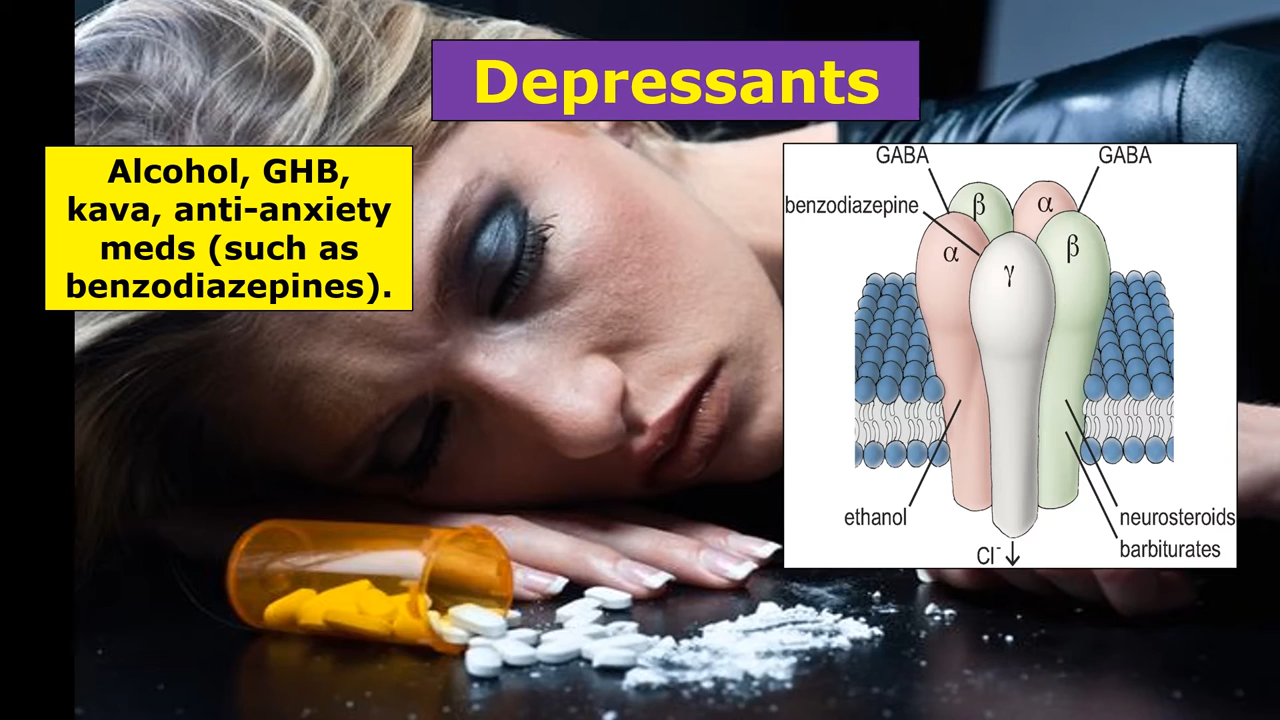 Depressants
Alcohol, GHB,
kava, anti-anxiety
meds (such as
benzodiazepines).
GABA
GABA
benzodiazepine
β
α
α
β
γ
ethanol
neurosteroids
barbiturates
Cl⁻